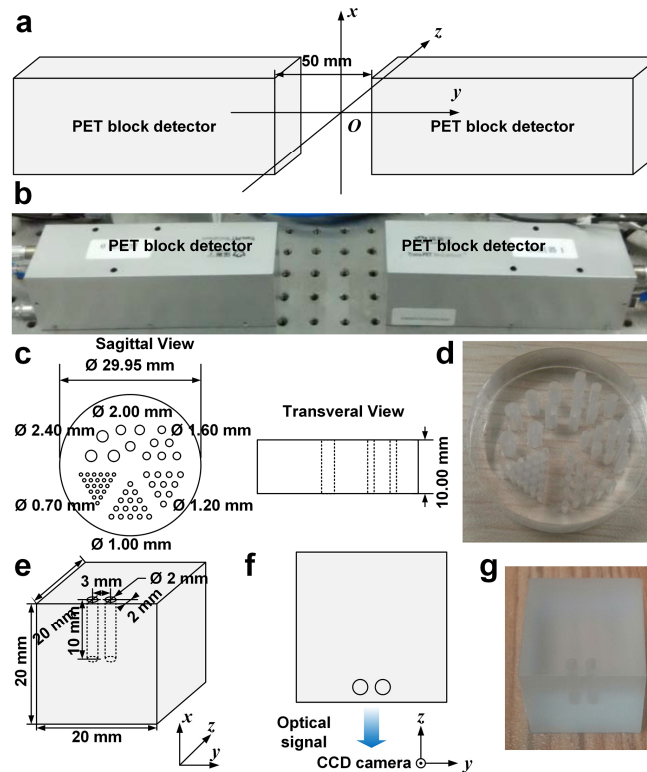 a
x
z
50 mm
y
O
PET block detector
PET block detector
b
PET block detector
PET block detector
c
Sagittal View
Ø 29.95 mm
Ø 2.00 mm
Ø 2.40 mm
Ø 1.60 mm
Ø 0.70 mm
Ø 1.20 mm
Ø 1.00 mm
Transveral View
10.00 mm
d
e
3 mm
Ø 2 mm
2 mm
20 mm
10 mm
20 mm
20 mm
x
z
y
f
Optical
signal
CCD camera
z
y
g